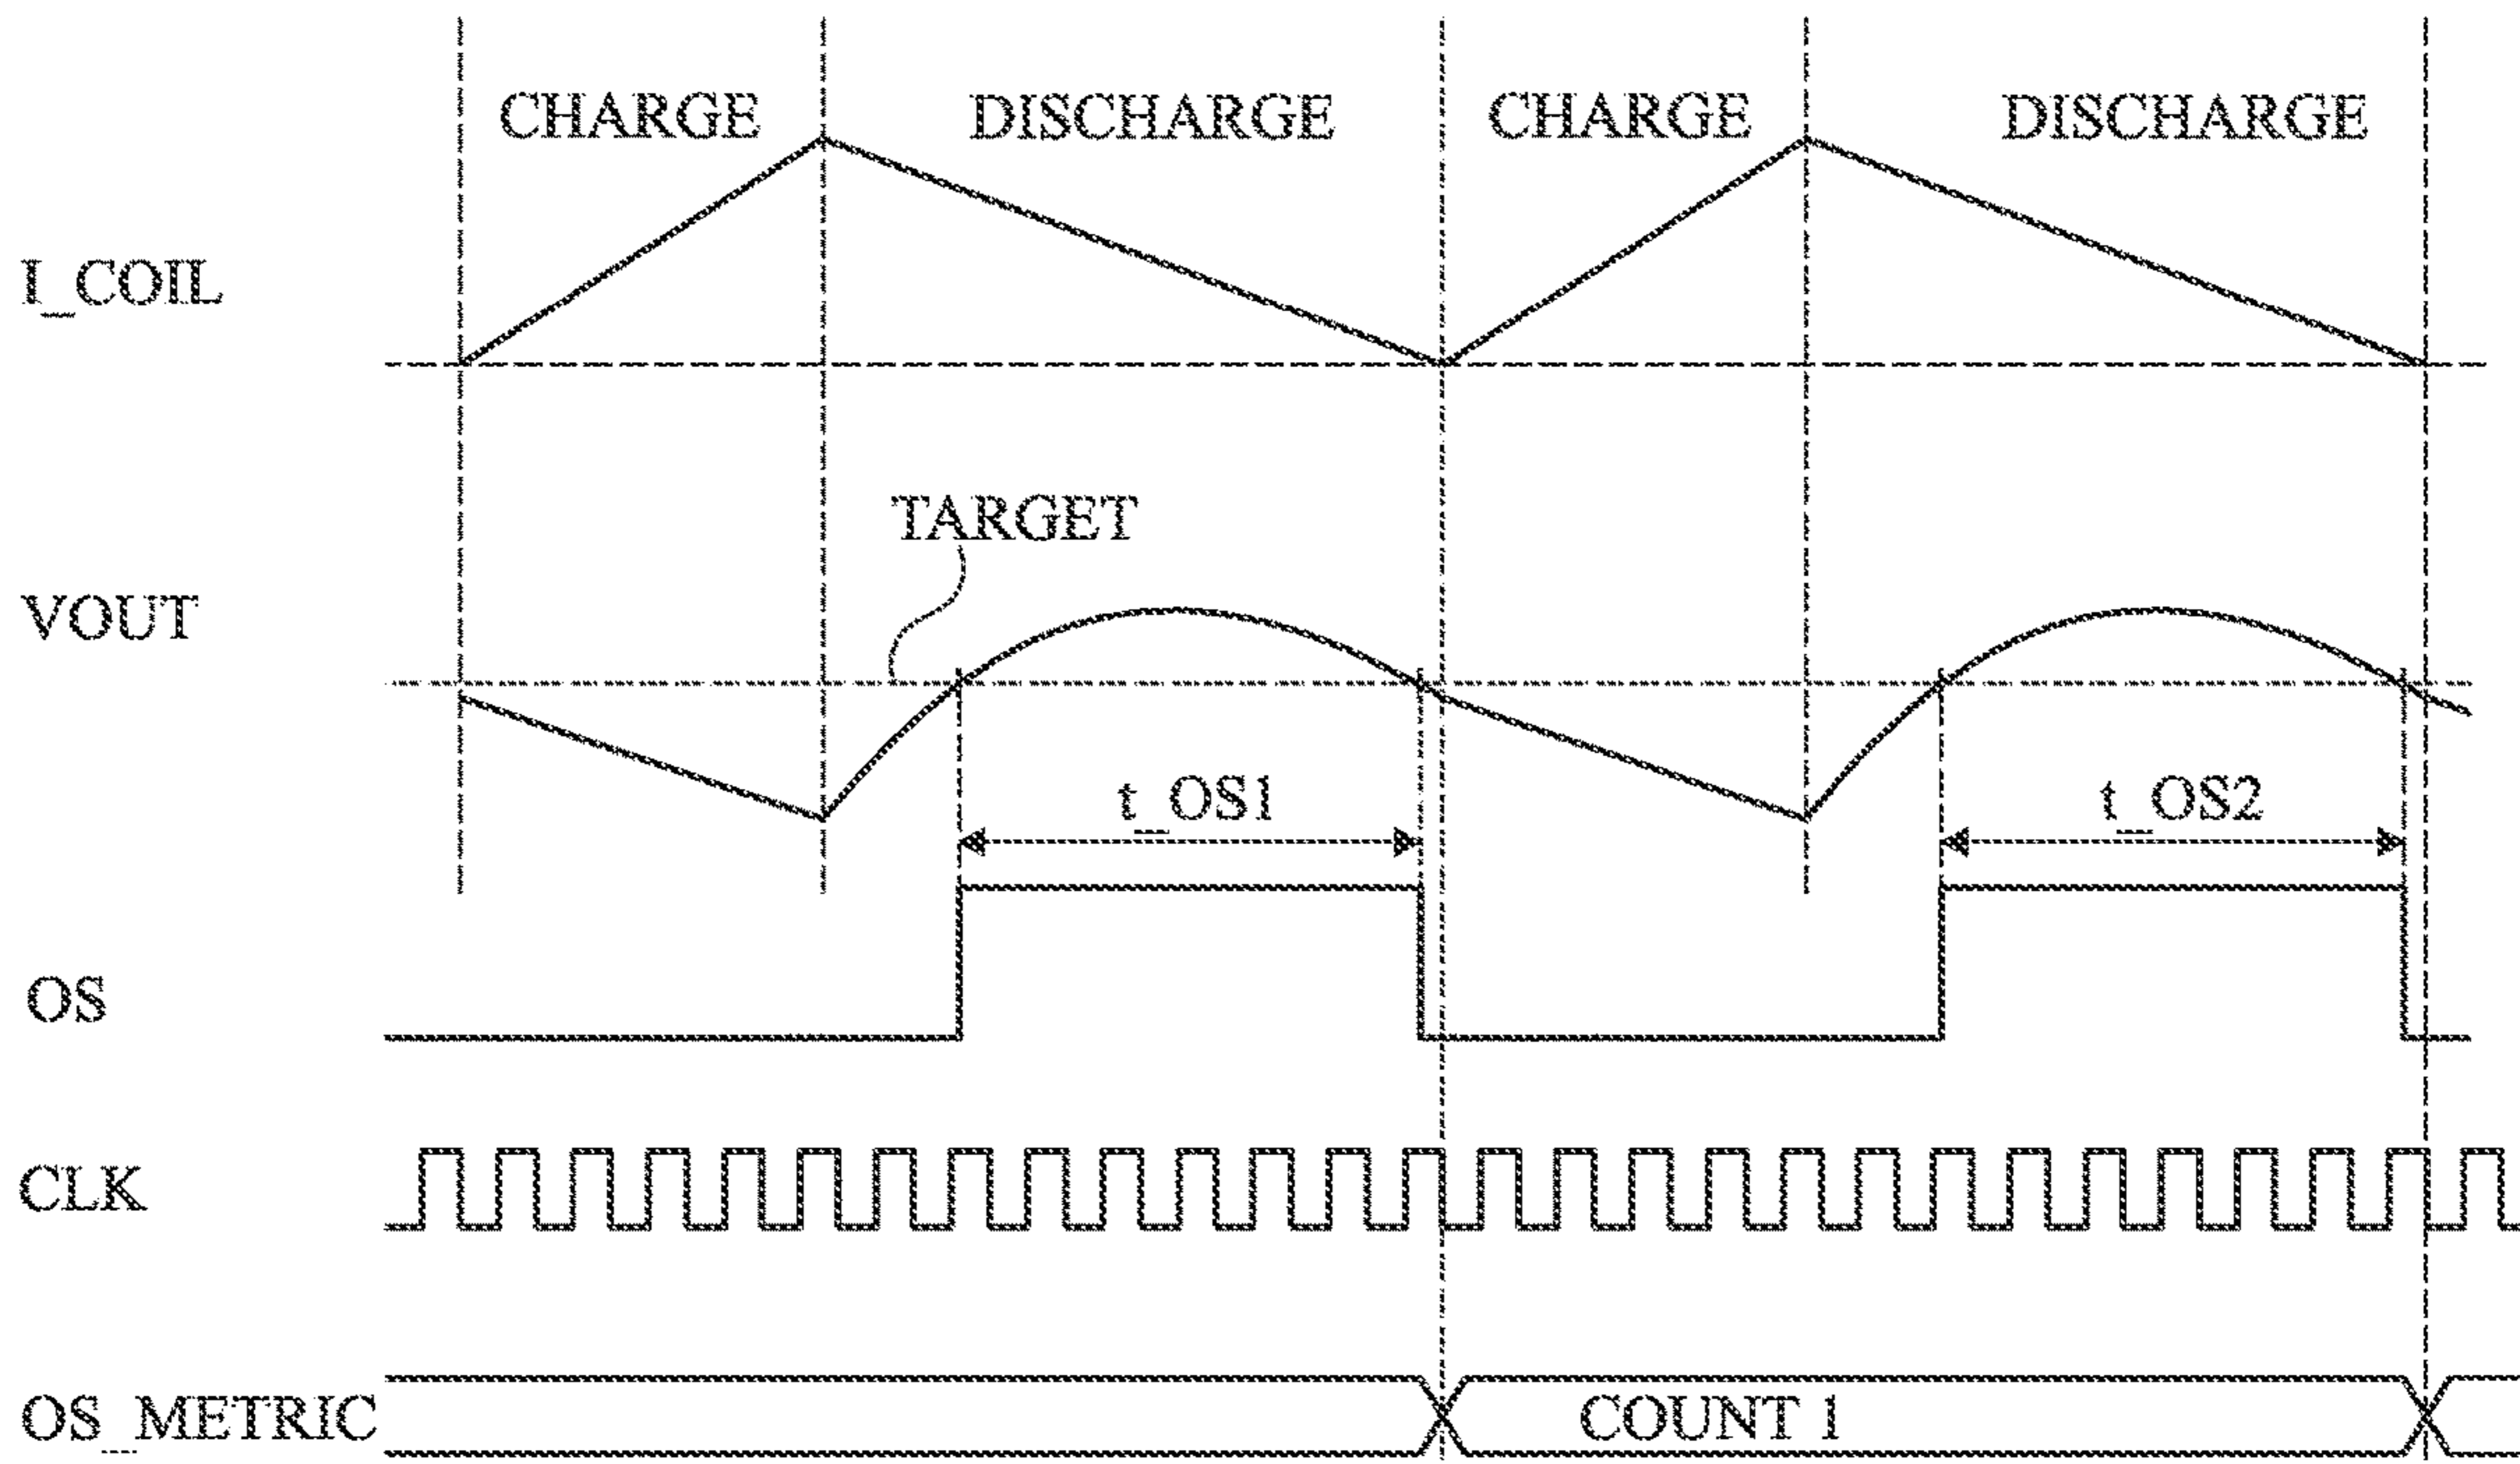 CHARGE DISCHARGE CHARGE DISCHARGE
I_COIL
TARGET
VOUT
t_OS1 t_OS2
OS
CLK
OS_METRIC COUNT 1